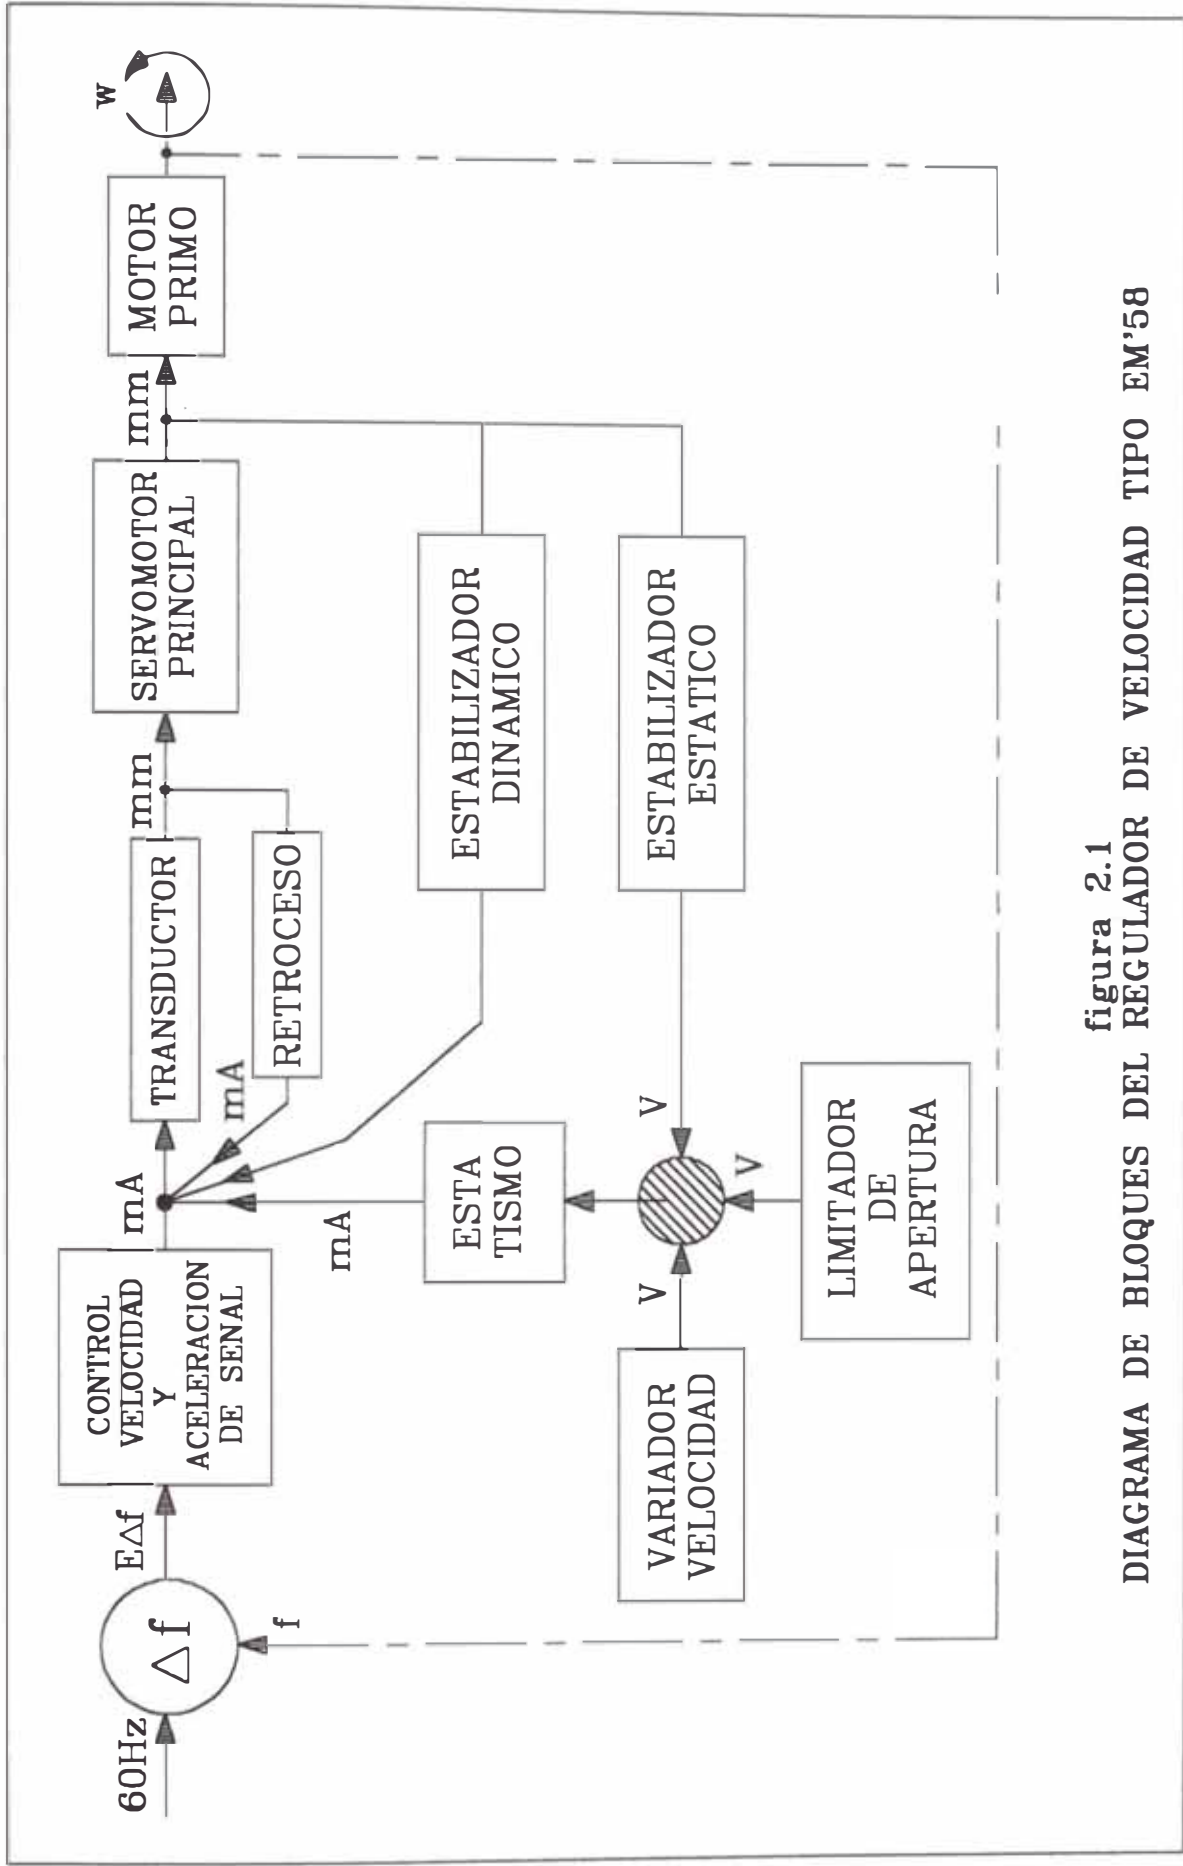 60Hz
Δf
f
EΔf
CONTROL
VELOCIDAD
Y
ACELERACION
DE SENAL
mA
TRANSDUCTOR
mm
SERVOMOTOR
PRINCIPAL
mm
MOTOR
PRIMO
w
mA
RETROCESO
mA
ESTA
TISMO
ESTABILIZADOR
DINAMICO
VARIADOR
VELOCIDAD
V
V
V
ESTABILIZADOR
ESTATICO
LIMITADOR
DE
APERTURA
figura 2.1
DIAGRAMA DE BLOQUES DEL REGULADOR DE VELOCIDAD TIPO EM'58